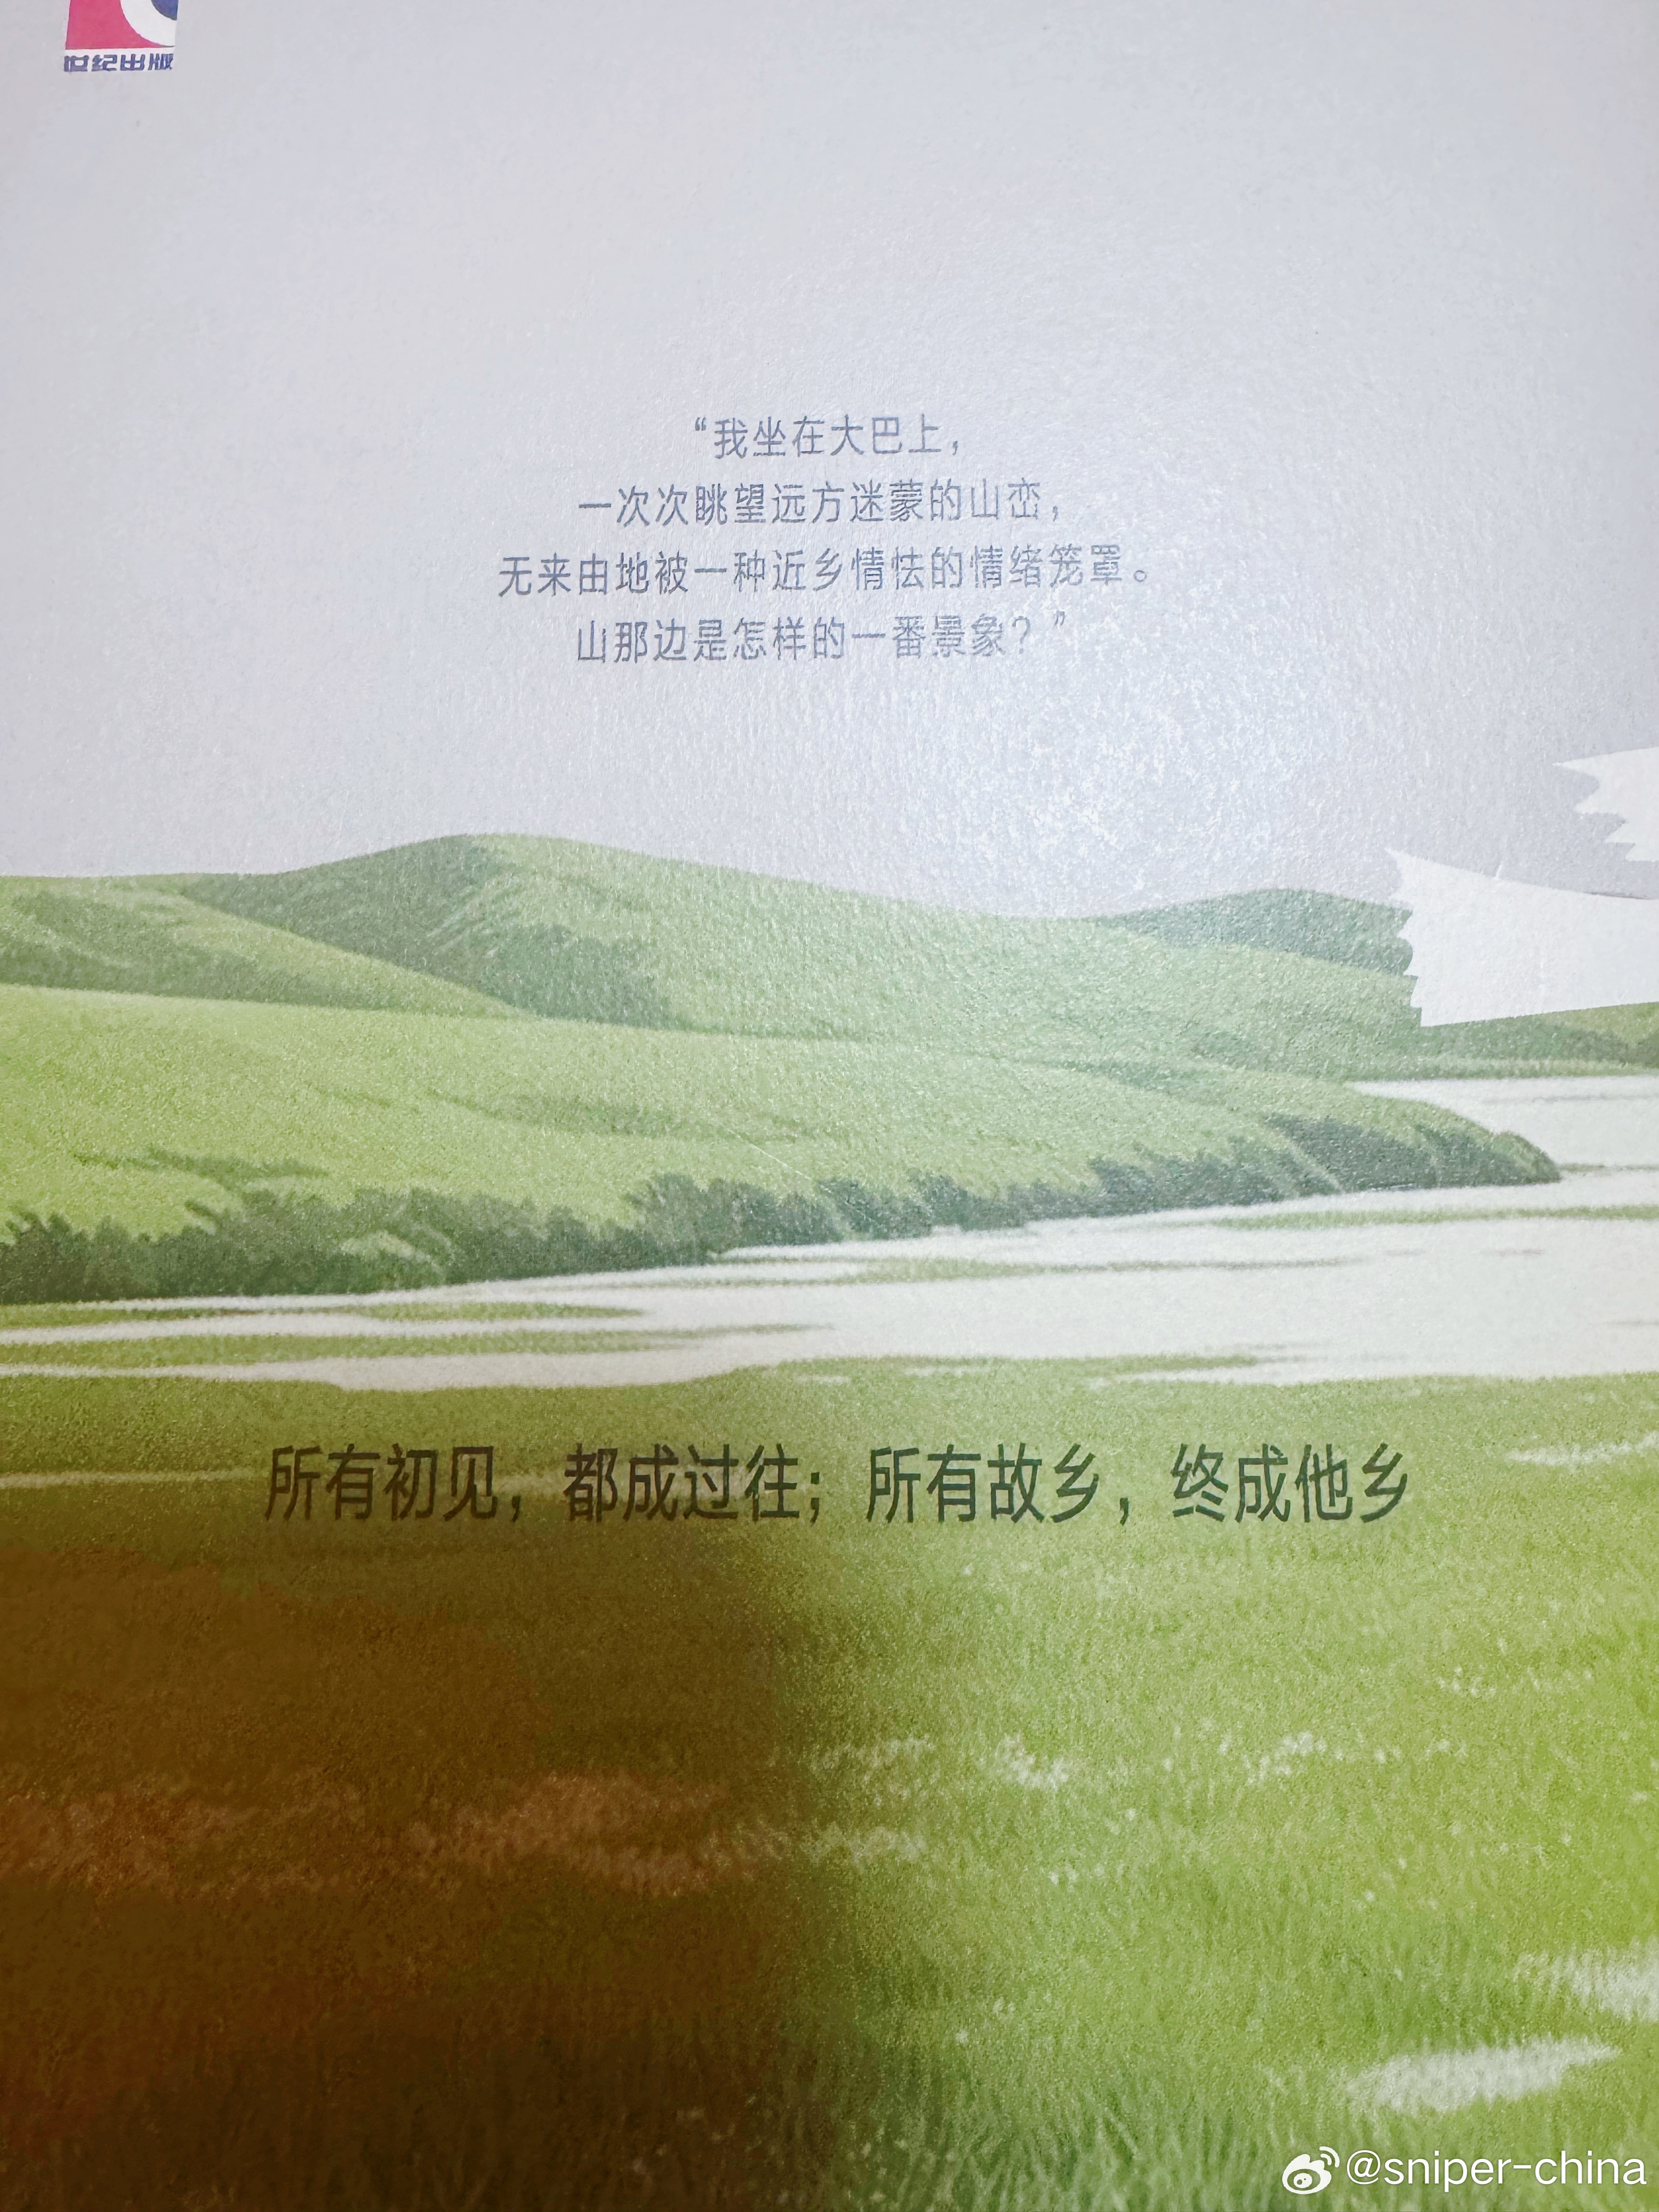 世纪出版
“我坐在大巴上，
一次次眺望远方迷蒙的山峦，
无来由地被一种近乡情怯的情绪笼罩。
山那边是怎样的一番景象？”
所有初见，都成过往；所有故乡，终成他乡
@sniper-china